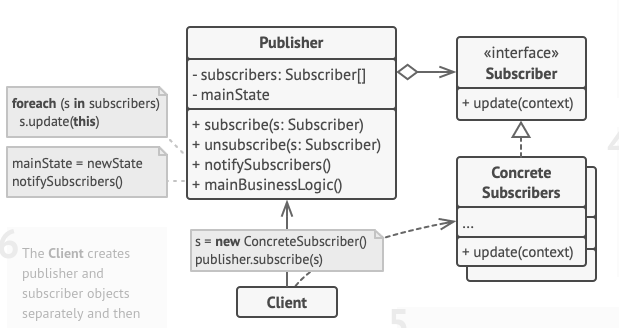 Publisher
- subscribers: Subscriber[]
- mainState
+ subscribe(s: Subscriber)
+ unsubscribe(s: Subscriber)
+ notifySubscribers()
+ mainBusinessLogic()
«interface»
Subscriber
+ update(context)
foreach (s in subscribers)
s.update(this)
mainState = newState
notifySubscribers()
Concrete
Subscribers
...
+ update(context)
s = new ConcreteSubscriber()
publisher.subscribe(s)
Client
6
The Client creates
publisher and
subscriber objects
separately and then
4
5